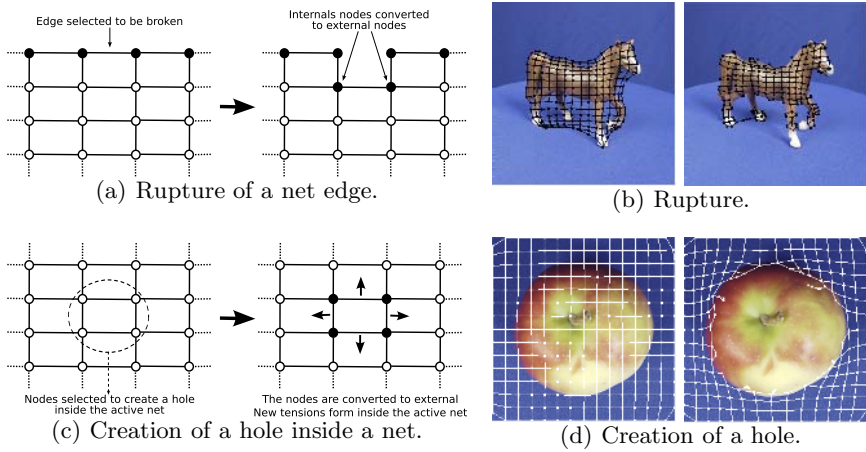 Edge selected to be broken
Internals nodes converted
to external nodes
(a) Rupture of a net edge.
(b) Rupture.
Nodes selected to create a hole
inside the active net
The nodes are converted to external
New tensions form inside the active net
(c) Creation of a hole inside a net.
(d) Creation of a hole.